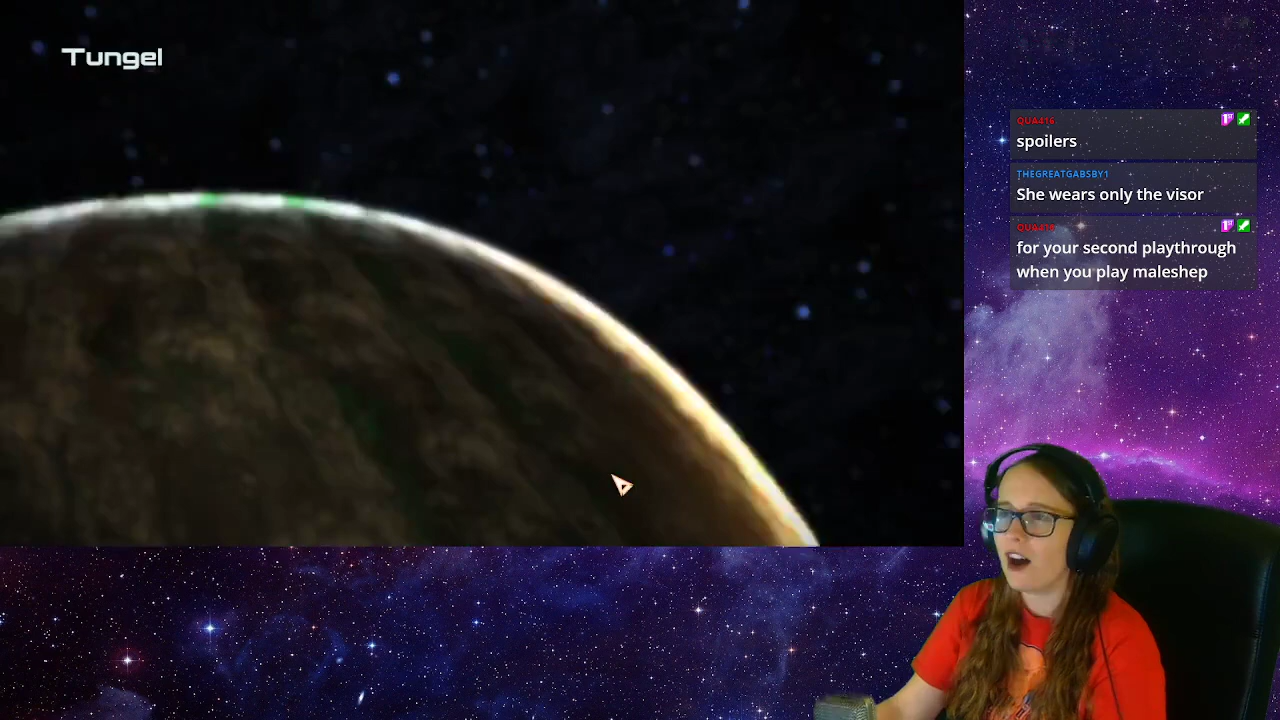 Tungel
QUA416
spoilers
THEGREATGABSBY1
She wears only the visor
QUA416
for your second playthrough
when you play maleshep